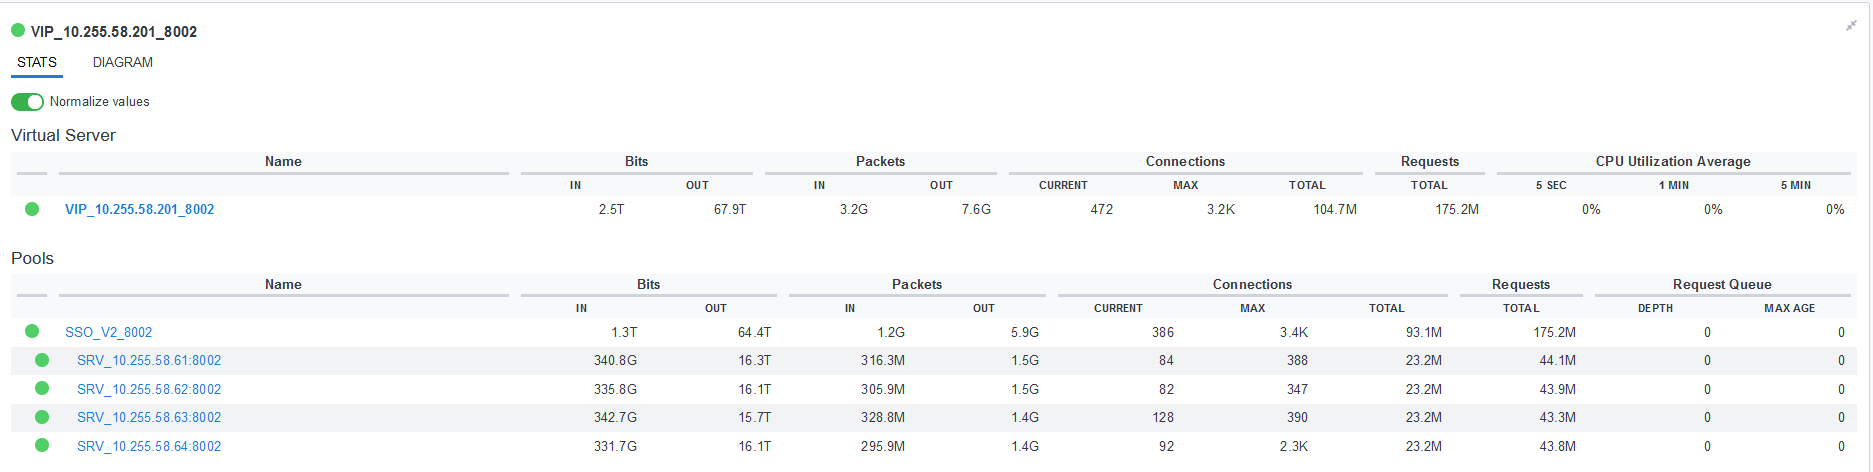 VIP_10.255.58.201_8002
STATS DIAGRAM
Normalize values
Virtual Server
Name Bits Packets Connections Requests CPU Utilization Average
IN OUT IN OUT CURRENT MAX TOTAL TOTAL 5 SEC 1 MIN 5 MIN
VIP_10.255.58.201_8002 2.5T 67.9T 3.2G 7.6G 472 3.2K 104.7M 175.2M 0% 0% 0%
Pools
Name Bits Packets Connections Requests Request Queue
IN OUT IN OUT CURRENT MAX TOTAL TOTAL DEPTH MAX AGE
SSO_V2_8002 1.3T 64.4T 1.2G 5.9G 386 3.4K 93.1M 175.2M 0 0
SRV_10.255.58.61:8002 340.8G 16.3T 316.3M 1.5G 84 388 23.2M 44.1M 0 0
SRV_10.255.58.62:8002 335.8G 16.1T 305.9M 1.5G 82 347 23.2M 43.9M 0 0
SRV_10.255.58.63:8002 342.7G 15.7T 328.8M 1.4G 128 390 23.2M 43.3M 0 0
SRV_10.255.58.64:8002 331.7G 16.1T 295.9M 1.4G 92 2.3K 23.2M 43.8M 0 0